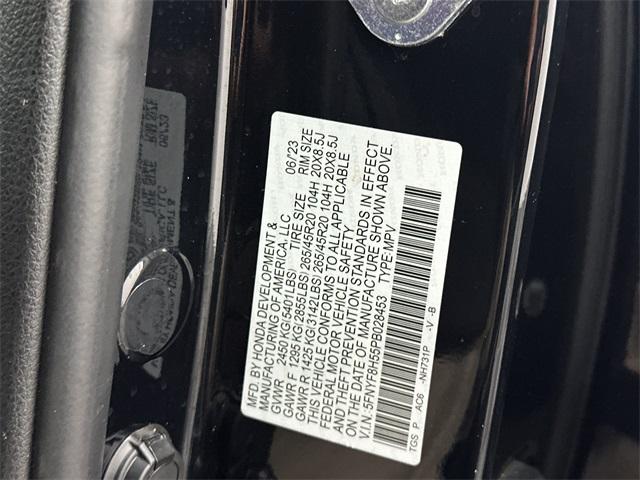 MFD. BY HONDA DEVELOPMENT &
MANUFACTURING OF AMERICA, LLC 06/23
GVWR 2450 KG(5401LBS) TIRE SIZE RIM SIZE
GAWR F 1295 KG(2855LBS) 265/45R20 104H 20X8.5J
GAWR R 1425 KG(3142LBS) 265/45R20 104H 20X8.5J
THIS VEHICLE CONFORMS TO ALL APPLICABLE
FEDERAL MOTOR VEHICLE SAFETY
AND THEFT PREVENTION STANDARDS IN EFFECT
ON THE DATE OF MANUFACTURE SHOWN ABOVE.
V.I.N.: 5FNYF8H55PB028453 TYPE:MPV
TGS P AC6 -NH731P -V -B